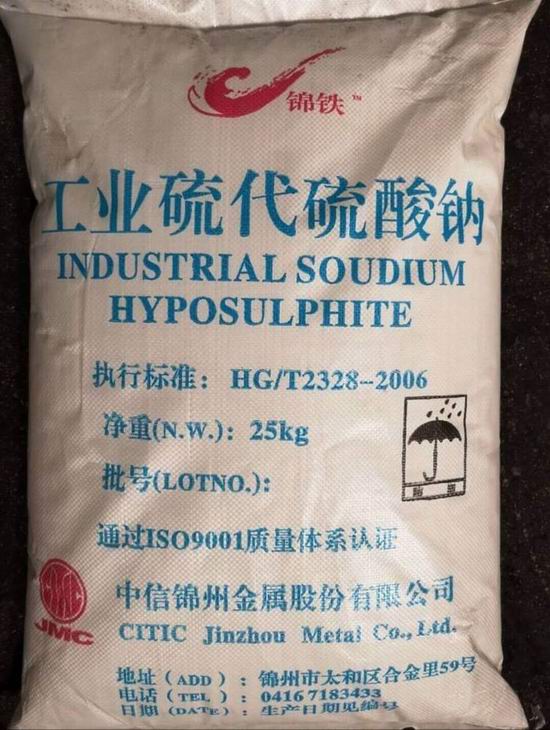 锦铁™
工业硫代硫酸钠
INDUSTRIAL SOUDIUM
HYPOSULPHITE
执行标准：HG/T2328--2006
净重(N.W.)：25kg
批号(LOTNO.)：
通过ISO9001质量体系认证
JMC
中信锦州金属股份有限公司
CITIC Jinzhou Metal Co., Ltd.
地址（ADD）：锦州市太和区合金里59号
电话（TEL）：04167183433
日期（DATE）：生产日期见编号